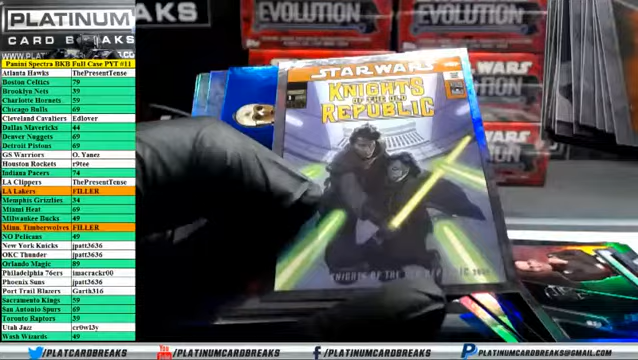 PLATINUM
CARD BREAKS
Panini Spectra BKB Full Case PYT #11
Atlanta Hawks ThePresentTense
Boston Celtics 79
Brooklyn Nets 39
Charlotte Hornets 59
Chicago Bulls 69
Cleveland Cavaliers Edlover
Dallas Mavericks 44
Denver Nuggets 69
Detroit Pistons 69
GS Warriors O. Yanez
Houston Rockets r9tee
Indiana Pacers 74
LA Clippers ThePresentTense
LA Lakers FILLER
Memphis Grizzlies 34
Miami Heat 69
Milwaukee Bucks 49
Minn. Timberwolves FILLER
NO Pelicans 49
New York Knicks jpatt3636
OKC Thunder jpatt3636
Orlando Magic 89
Philadelphia 76ers imacrackr00
Phoenix Suns jpatt3636
Port Trail Blazers Garth316
Sacramento Kings 59
San Antonio Spurs 69
Toronto Raptors 39
Utah Jazz cr0wl3y
Wash Wizards 49
EVOLUTION
EVOLUTION
STAR WARS
KNIGHTS
OF THE OLD
REPUBLIC
KNIGHTS OF THE OLD REPUBLIC
/PLATCARDBREAKS
/PLATINUMCARDBREAKS
/PLATINUMCARDBREAKS
PLATINUMCARDBREAKS@GMAIL.COM